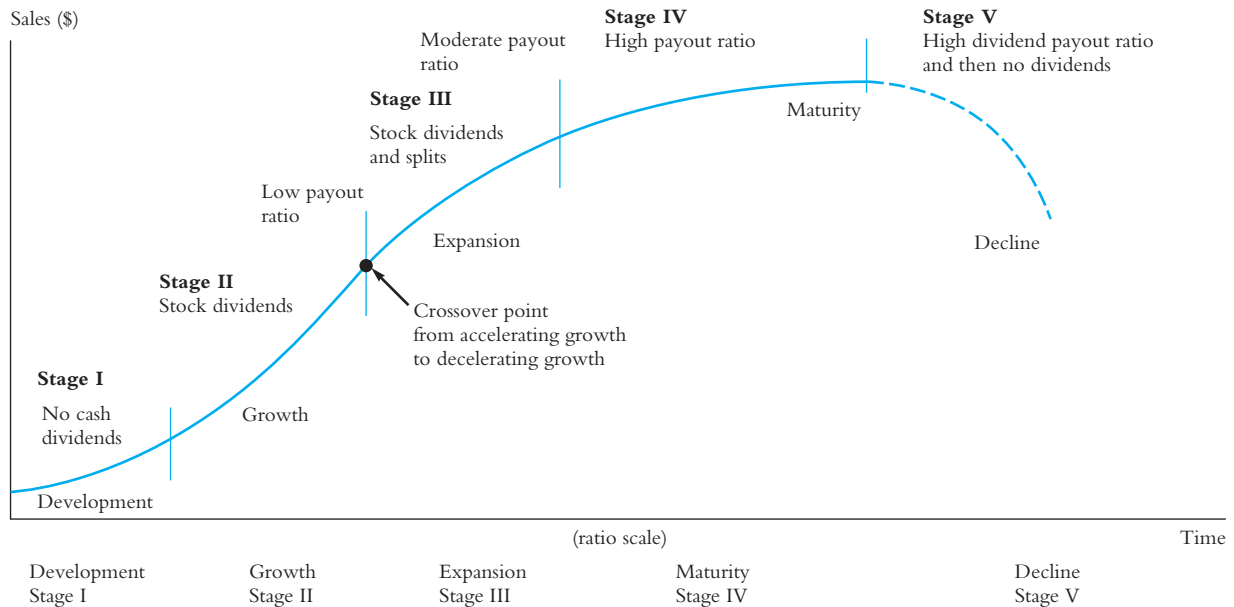 Sales ($)
Stage I
No cash
dividends
Development
Stage II
Stock dividends
Growth
Low payout
ratio
Stage III
Stock dividends
and splits
Moderate payout
ratio
Expansion
Crossover point
from accelerating growth
to decelerating growth
Stage IV
High payout ratio
Maturity
Stage V
High dividend payout ratio
and then no dividends
Decline
(ratio scale)
Time
Development
Stage I
Growth
Stage II
Expansion
Stage III
Maturity
Stage IV
Decline
Stage V